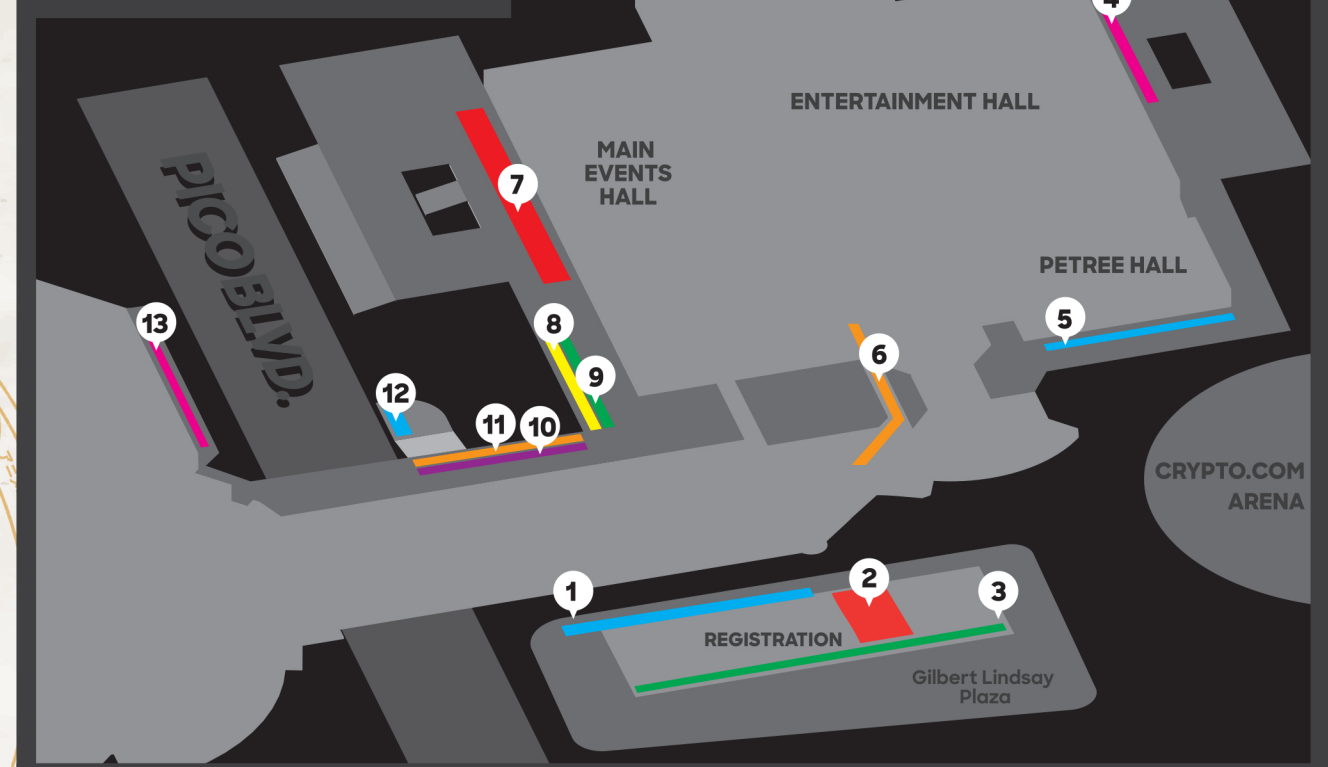 4
ENTERTAINMENT HALL
MAIN
EVENTS
HALL
7
PICO BLVD.
PETREE HALL
13
8
5
6
9
12
11
10
CRYPTO.COM
ARENA
1
2
3
REGISTRATION
Gilbert Lindsay
Plaza